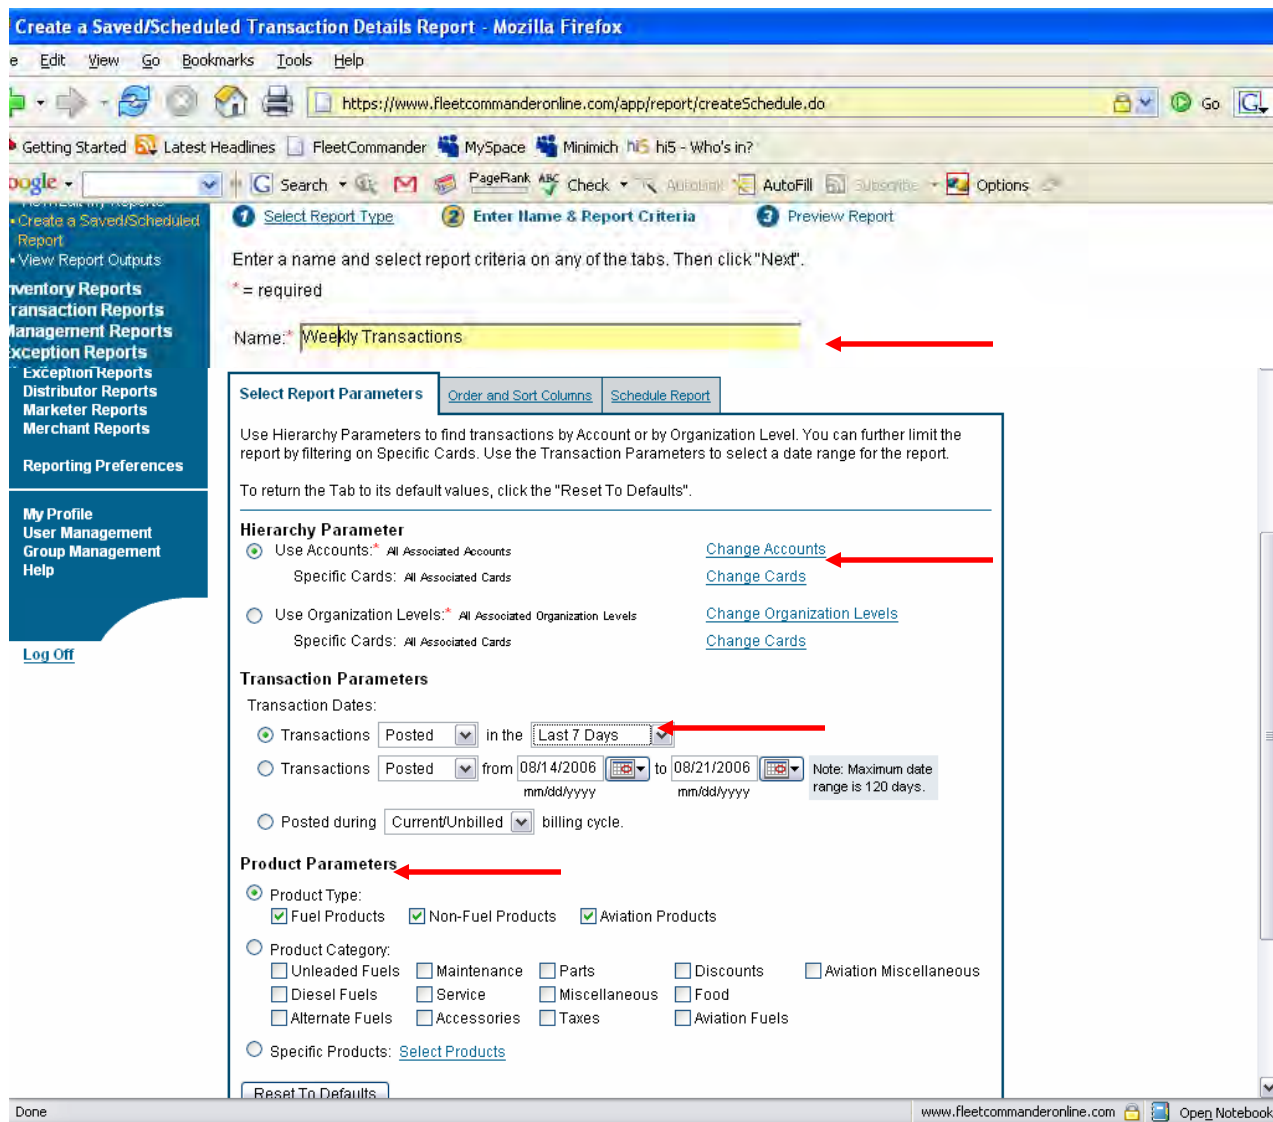 Create a Saved/Scheduled Transaction Details Report - Mozilla Firefox
e Edit View Go Bookmarks Tools Help
https://www.fleetcommanderonline.com/app/report/createSchedule.do Go
Getting Started Latest Headlines FleetCommander MySpace Minimich hi5 hi5 - Who's in?
oogle Search PageRank ABC Check AutoLink AutoFill Subscribe Options
Create a Saved/Scheduled
Report
View Report Outputs
nventory Reports
ransaction Reports
Management Reports
xception Reports
Exception Reports
Distributor Reports
Marketer Reports
Merchant Reports
Reporting Preferences
My Profile
User Management
Group Management
Help
Log Off
1 Select Report Type 2 Enter Name & Report Criteria 3 Preview Report
Enter a name and select report criteria on any of the tabs. Then click "Next".
* = required
Name:* Weekly Transactions
Select Report Parameters Order and Sort Columns Schedule Report
Use Hierarchy Parameters to find transactions by Account or by Organization Level. You can further limit the
report by filtering on Specific Cards. Use the Transaction Parameters to select a date range for the report.
To return the Tab to its default values, click the "Reset To Defaults".
Hierarchy Parameter
Use Accounts:* All Associated Accounts Change Accounts
Specific Cards: All Associated Cards Change Cards
Use Organization Levels:* All Associated Organization Levels Change Organization Levels
Specific Cards: All Associated Cards Change Cards
Transaction Parameters
Transaction Dates:
Transactions Posted in the Last 7 Days
Transactions Posted from 08/14/2006 to 08/21/2006 Note: Maximum date
mm/dd/yyyy mm/dd/yyyy range is 120 days.
Posted during Current/Unbilled billing cycle.
Product Parameters
Product Type:
Fuel Products Non-Fuel Products Aviation Products
Product Category:
Unleaded Fuels Maintenance Parts Discounts Aviation Miscellaneous
Diesel Fuels Service Miscellaneous Food
Alternate Fuels Accessories Taxes Aviation Fuels
Specific Products: Select Products
Reset To Defaults
Done www.fleetcommanderonline.com Open Notebook